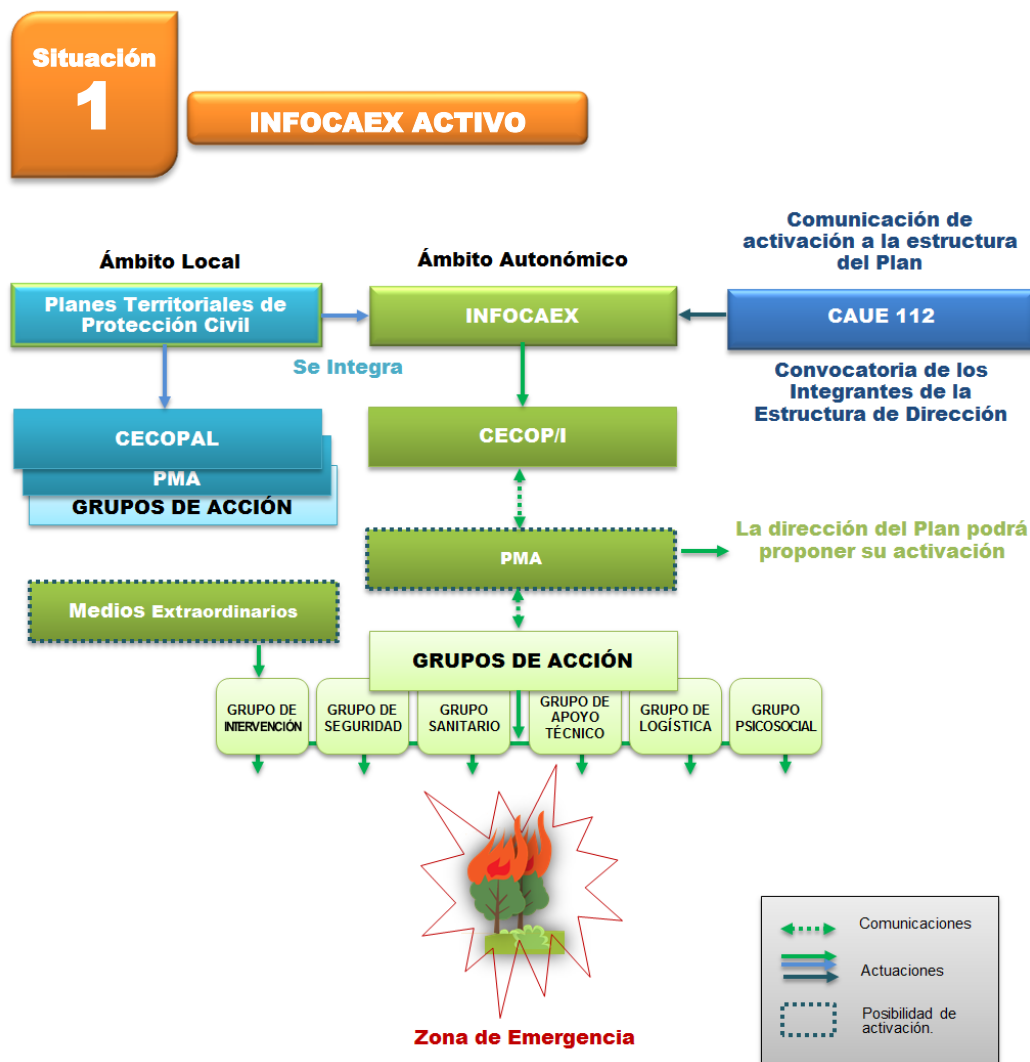 Situación
1
INFOCAEX ACTIVO
Comunicación de
activación a la estructura
del Plan
Ámbito Local
Ámbito Autonómico
Planes Territoriales de
Protección Civil
INFOCAEX
CAUE 112
Se Integra
Convocatoria de los
Integrantes de la
Estructura de Dirección
CECOPAL
PMA
GRUPOS DE ACCIÓN
CECOP/I
PMA
La dirección del Plan podrá
proponer su activación
Medios Extraordinarios
GRUPOS DE ACCIÓN
GRUPO DE
INTERVENCIÓN
GRUPO DE
SEGURIDAD
GRUPO
SANITARIO
GRUPO DE
APOYO
TÉCNICO
GRUPO DE
LOGÍSTICA
GRUPO
PSICOSOCIAL
Zona de Emergencia
Comunicaciones
Actuaciones
Posibilidad de
activación.